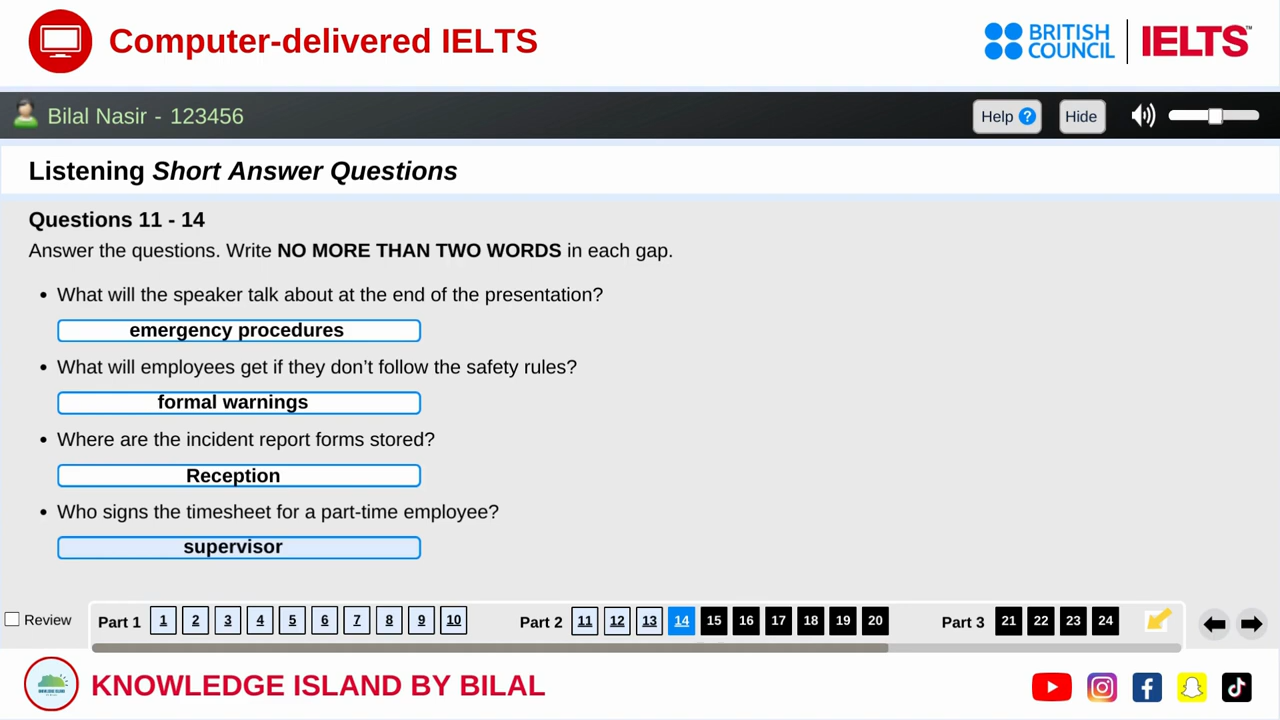 Computer-delivered IELTS
BRITISH COUNCIL
IELTS™
Bilal Nasir - 123456
Help ?
Hide
Listening Short Answer Questions
Questions 11 - 14
Answer the questions. Write NO MORE THAN TWO WORDS in each gap.
• What will the speaker talk about at the end of the presentation?
emergency procedures
• What will employees get if they don’t follow the safety rules?
formal warnings
• Where are the incident report forms stored?
Reception
• Who signs the timesheet for a part-time employee?
supervisor
Review
Part 1 1 2 3 4 5 6 7 8 9 10 Part 2 11 12 13 14 15 16 17 18 19 20 Part 3 21 22 23 24
KNOWLEDGE ISLAND BY BILAL